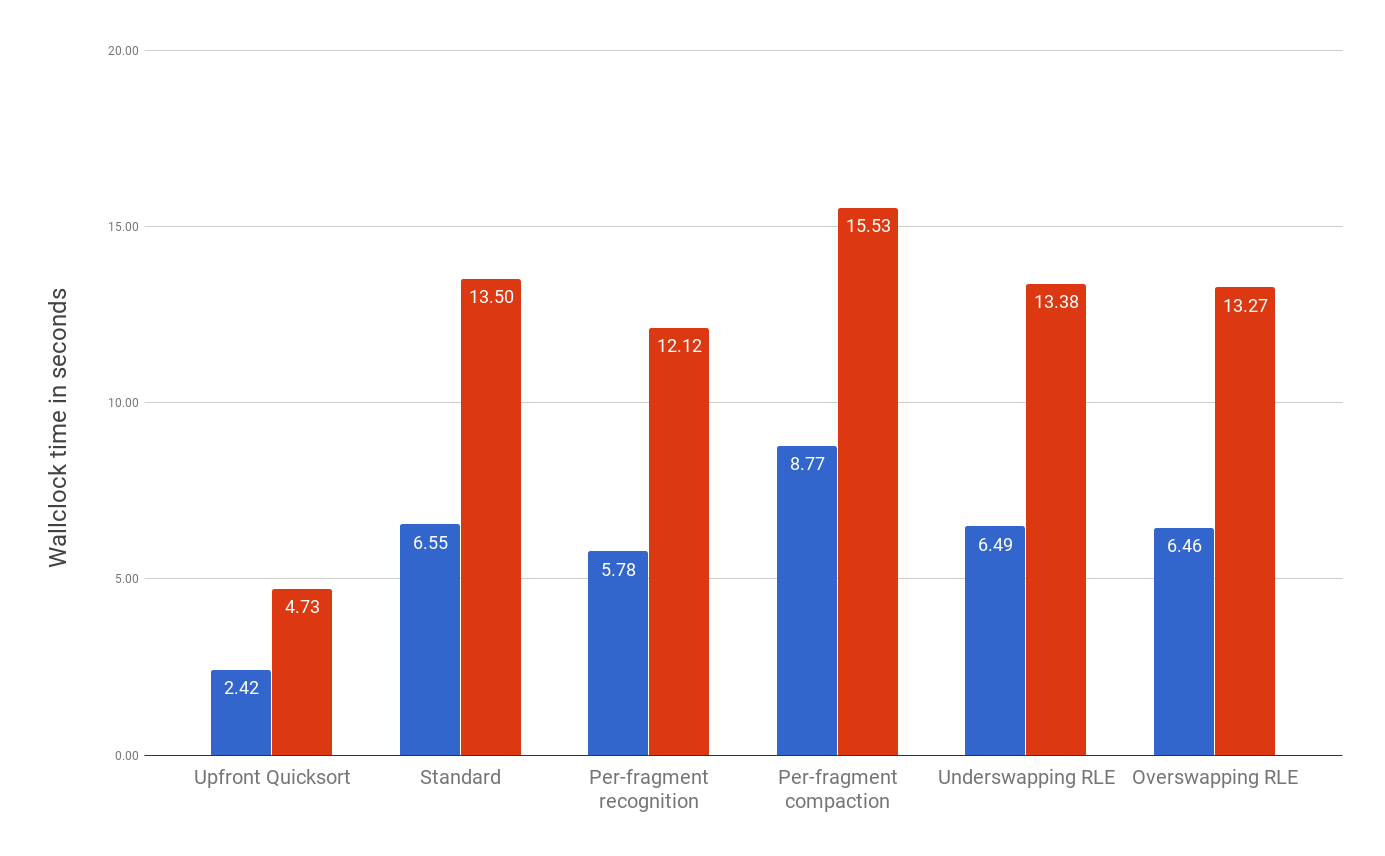 Wallclock time in seconds
20.00
15.00
10.00
5.00
0.00
2.42
4.73
6.55
13.50
5.78
12.12
8.77
15.53
6.49
13.38
6.46
13.27
Upfront Quicksort
Standard
Per-fragment
recognition
Per-fragment
compaction
Underswapping RLE
Overswapping RLE